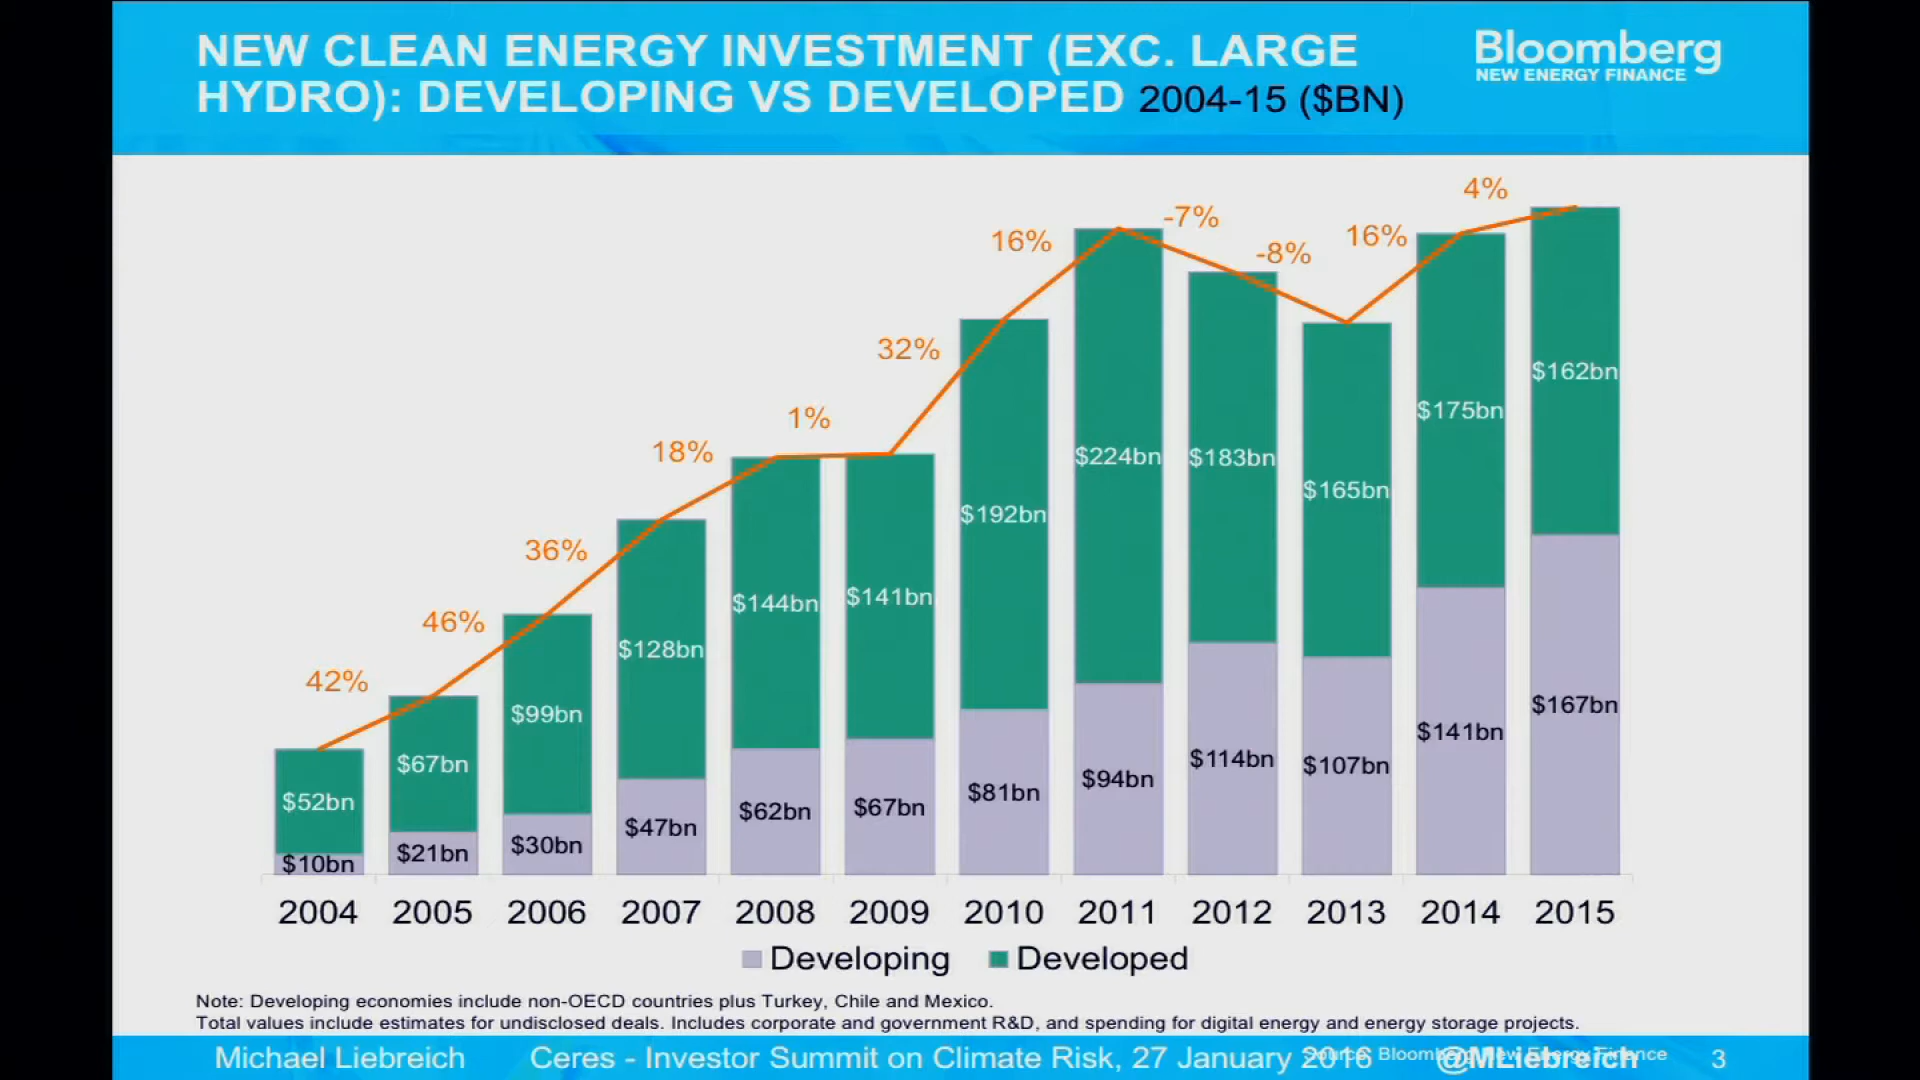 NEW CLEAN ENERGY INVESTMENT (EXC. LARGE
HYDRO): DEVELOPING VS DEVELOPED 2004-15 ($BN)
Bloomberg
NEW ENERGY FINANCE
42%
46%
36%
18%
1%
32%
16%
-7%
-8%
16%
4%
$52bn
$67bn
$99bn
$128bn
$144bn
$141bn
$192bn
$224bn
$183bn
$165bn
$175bn
$162bn
$10bn
$21bn
$30bn
$47bn
$62bn
$67bn
$81bn
$94bn
$114bn
$107bn
$141bn
$167bn
2004 2005 2006 2007 2008 2009 2010 2011 2012 2013 2014 2015
Developing Developed
Note: Developing economies include non-OECD countries plus Turkey, Chile and Mexico.
Total values include estimates for undisclosed deals. Includes corporate and government R&D, and spending for digital energy and energy storage projects.
Michael Liebreich Ceres - Investor Summit on Climate Risk, 27 January 2016 @MLiebreich 3
Source: Bloomberg New Energy Finance